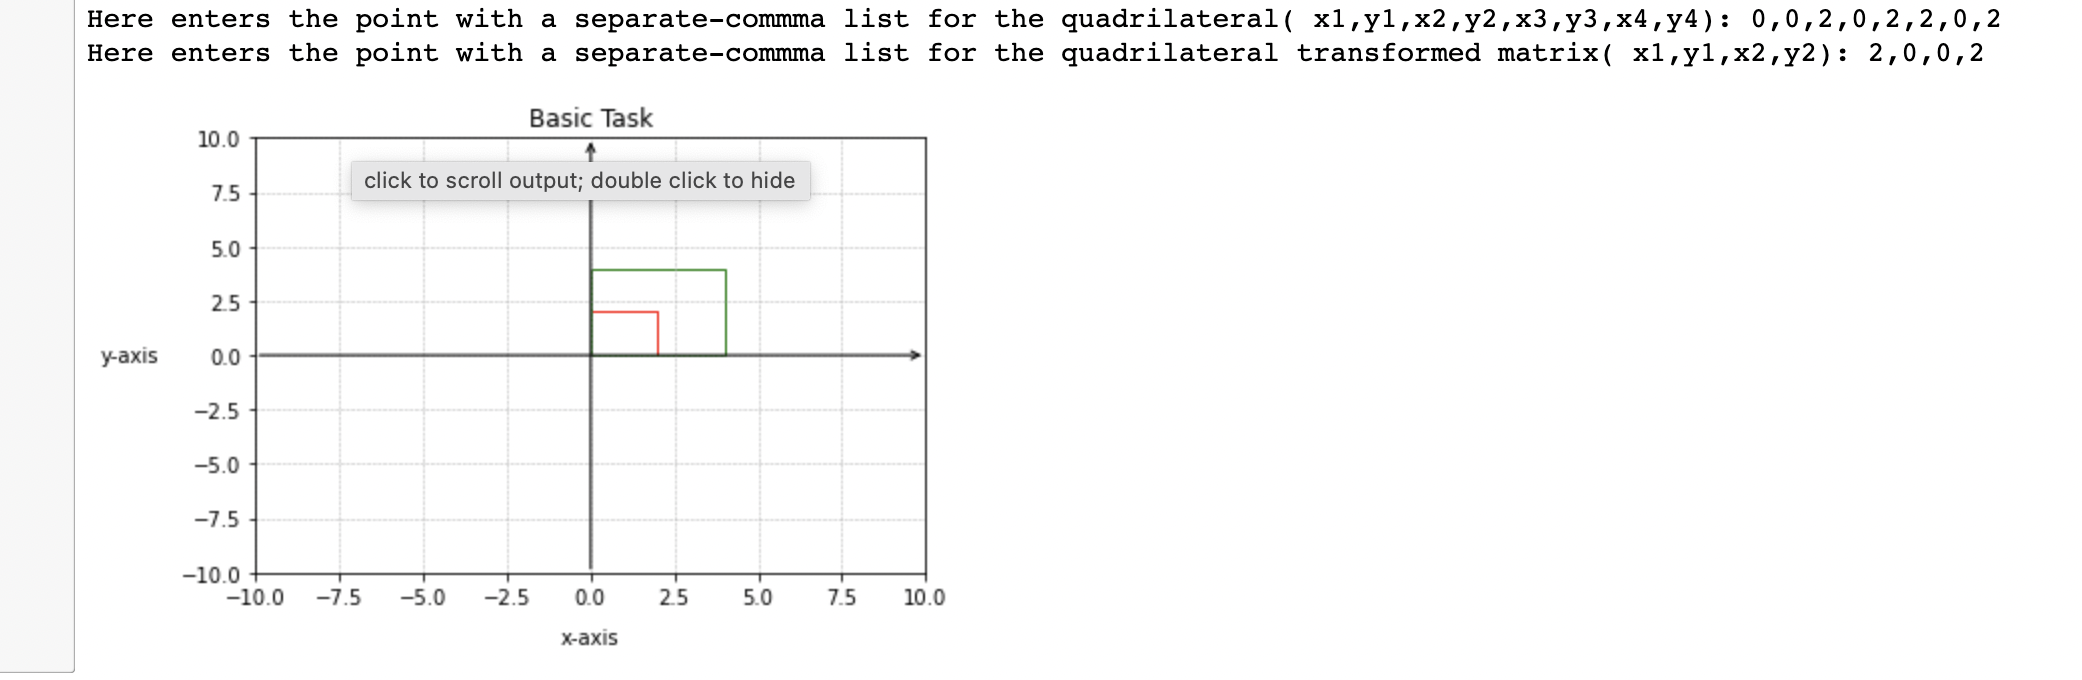 Here enters the point with a separate-commma list for the quadrilateral( x1,y1,x2,y2,x3,y3,x4,y4): 0,0,2,0,2,2,0,2
Here enters the point with a separate-commma list for the quadrilateral transformed matrix( x1,y1,x2,y2): 2,0,0,2
Basic Task
10.0
click to scroll output; double click to hide
7.5
5.0
2.5
y-axis 0.0
−2.5
−5.0
−7.5
−10.0
−10.0 −7.5 −5.0 −2.5 0.0 2.5 5.0 7.5 10.0
x-axis